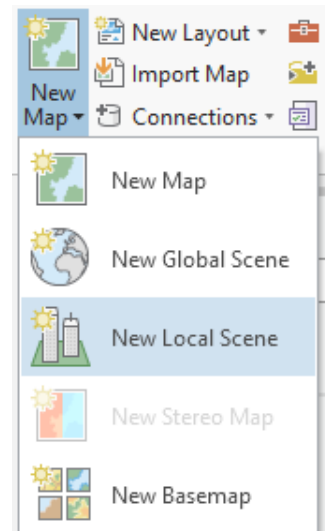 New Layout
Import Map
New
Map
Connections
New Map
New Global Scene
New Local Scene
New Stereo Map
New Basemap